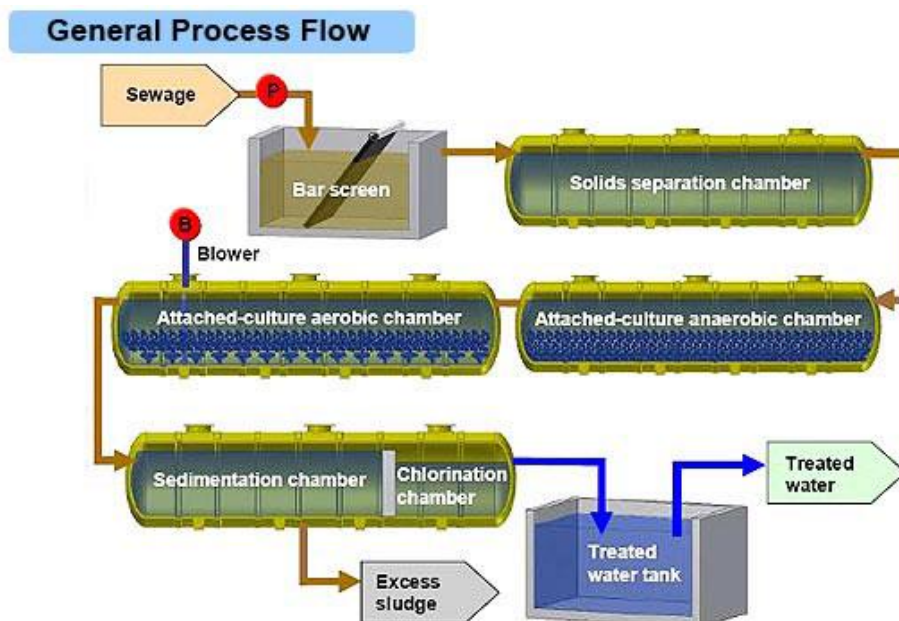 General Process Flow
Sewage
P
Bar screen
Solids separation chamber
B
Blower
Attached-culture aerobic chamber
Attached-culture anaerobic chamber
Sedimentation chamber
Chlorination
chamber
Treated
water
Treated
water tank
Excess
sludge